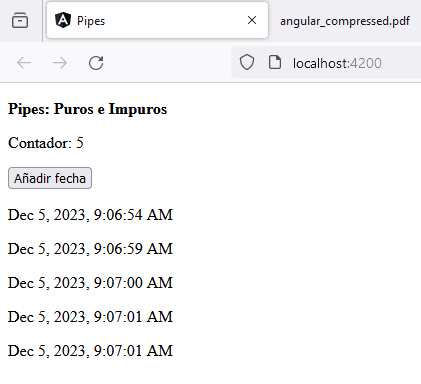 Pipes
angular_compressed.pdf
localhost:4200
Pipes: Puros e Impuros
Contador: 5
Añadir fecha
Dec 5, 2023, 9:06:54 AM
Dec 5, 2023, 9:06:59 AM
Dec 5, 2023, 9:07:00 AM
Dec 5, 2023, 9:07:01 AM
Dec 5, 2023, 9:07:01 AM